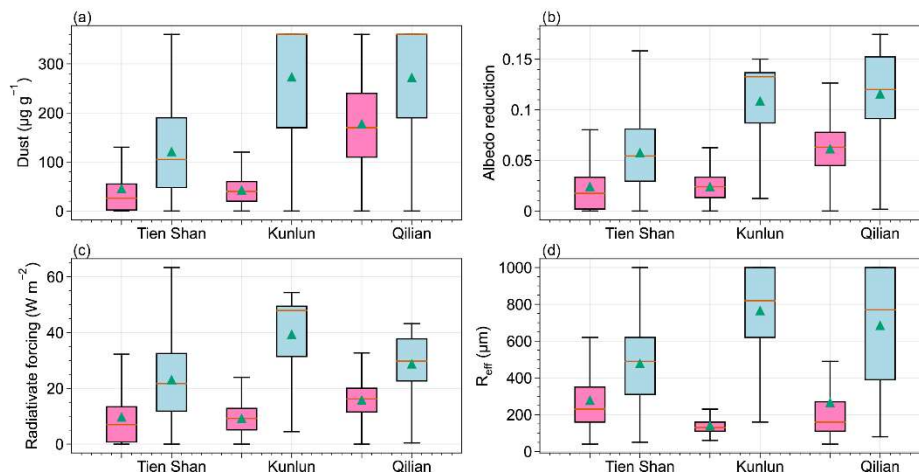 (a)
(b)
Dust (μg g⁻¹)
300
200
100
0
Tien Shan
Kunlun
Qilian
Albedo reduction
0.15
0.1
0.05
0
Tien Shan
Kunlun
Qilian
(c)
(d)
Radiativate forcing (W m⁻²)
60
40
20
0
Tien Shan
Kunlun
Qilian
R_eff (μm)
1000
800
600
400
200
0
Tien Shan
Kunlun
Qilian